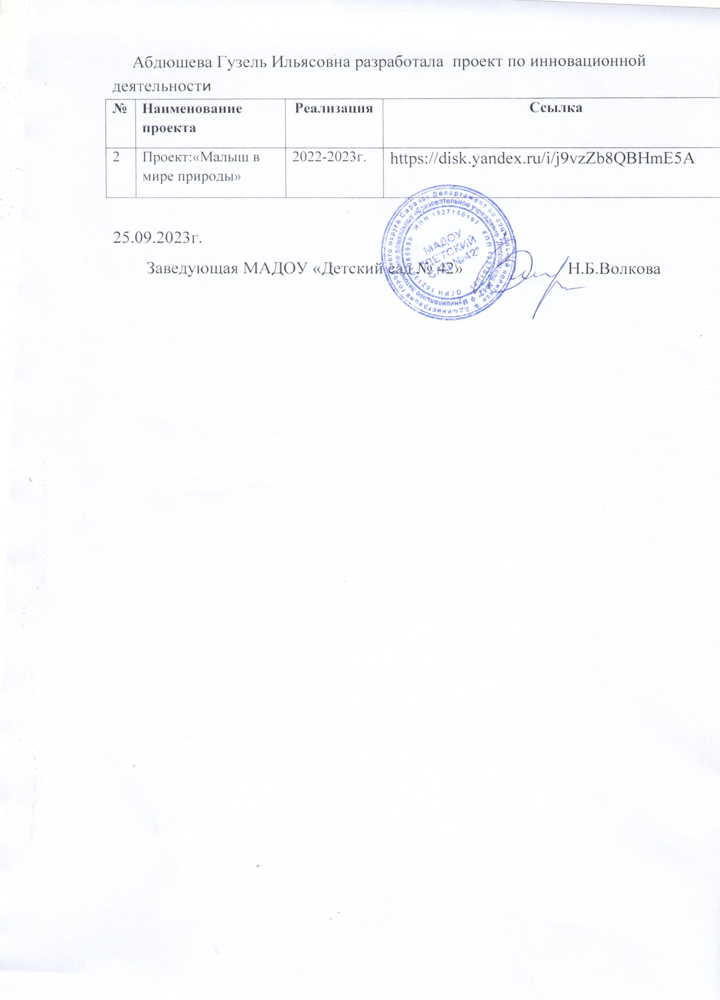 Абдюшева Гузель Ильясовна разработала проект по инновационной
деятельности
№ Наименование Реализация Ссылка
проекта
2 Проект:«Малыш в 2022-2023г. https://disk.yandex.ru/i/j9vzZb8QBHmE5A
мире природы»
25.09.2023г.
Заведующая МАДОУ «Детский сад № 42» Н.Б.Волкова
Администрация городского округа Саранск Департамент по социальной политике
Муниципальное автономное дошкольное образовательное учреждение "Детский сад №42"
ИНН 1327150197 КПП 132701001 ОГРН
МАДОУ
"ДЕТСКИЙ
САД №42"